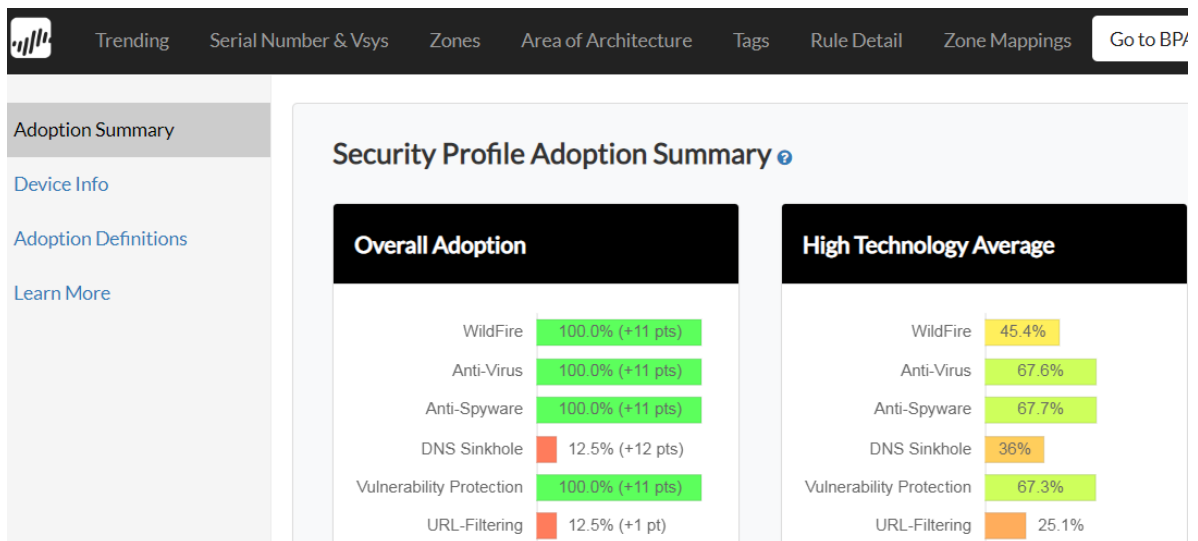 Trending Serial Number & Vsys Zones Area of Architecture Tags Rule Detail Zone Mappings Go to BPA
Adoption Summary
Device Info
Adoption Definitions
Learn More
Security Profile Adoption Summary ?
Overall Adoption
WildFire 100.0% (+11 pts)
Anti-Virus 100.0% (+11 pts)
Anti-Spyware 100.0% (+11 pts)
DNS Sinkhole 12.5% (+12 pts)
Vulnerability Protection 100.0% (+11 pts)
URL-Filtering 12.5% (+1 pt)
High Technology Average
WildFire 45.4%
Anti-Virus 67.6%
Anti-Spyware 67.7%
DNS Sinkhole 36%
Vulnerability Protection 67.3%
URL-Filtering 25.1%